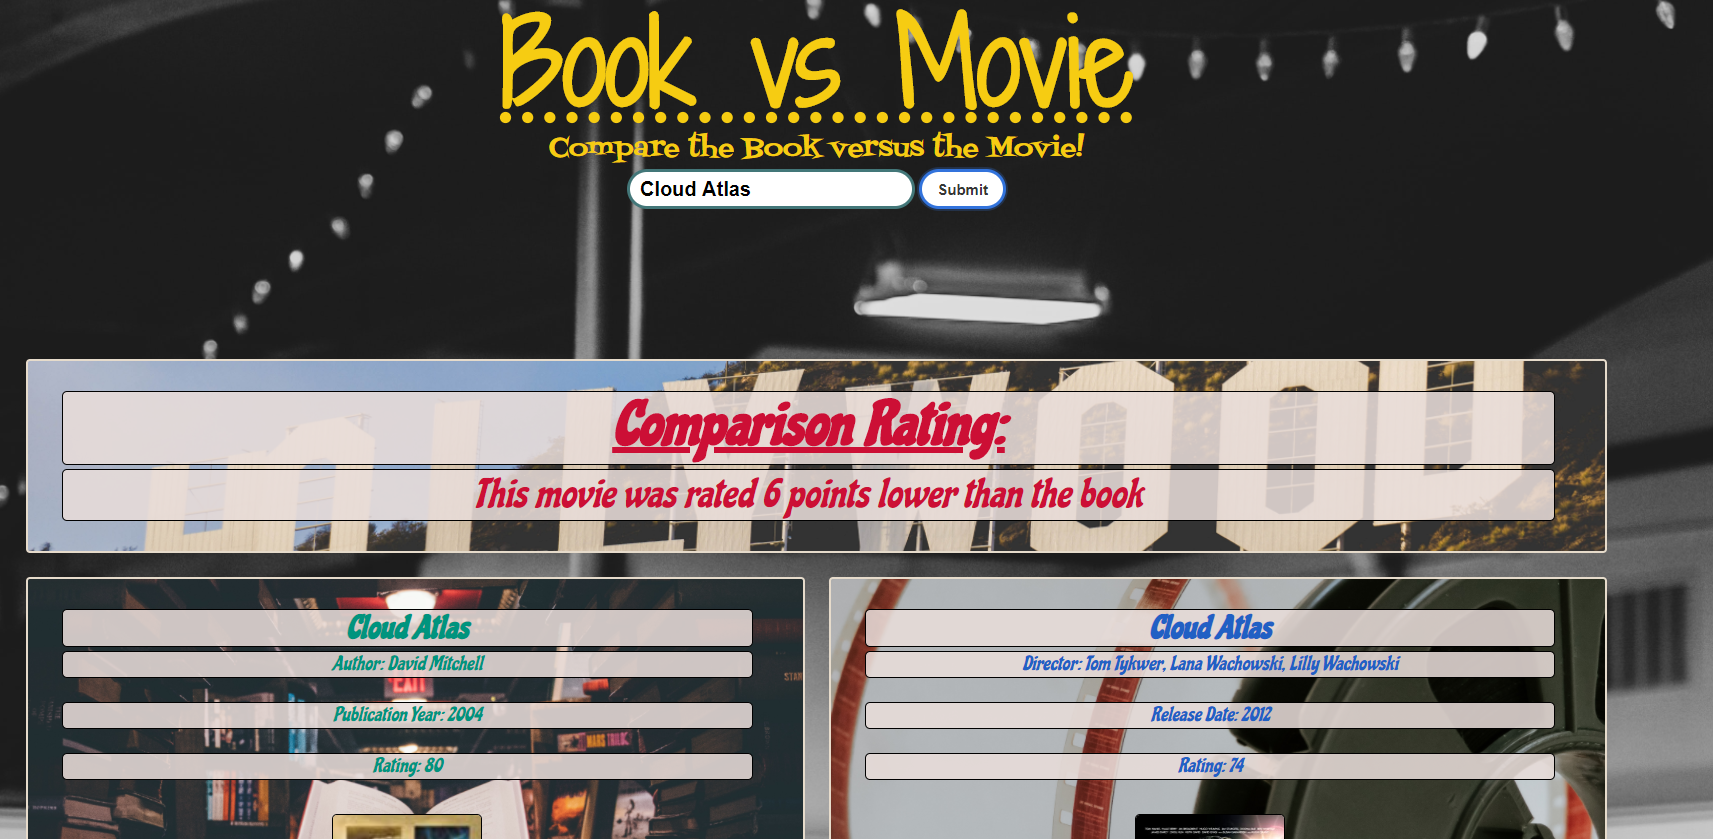 Book vs Movie
Compare the Book versus the Movie!
Cloud Atlas
Submit
Comparison Rating:
This movie was rated 6 points lower than the book
Cloud Atlas
Author: David Mitchell
EXIT
Publication Year: 2004
MARS
Rating: 80
Cloud Atlas
Director: Tom Tykwer, Lana Wachowski, Lilly Wachowski
Release Date: 2012
Rating: 74